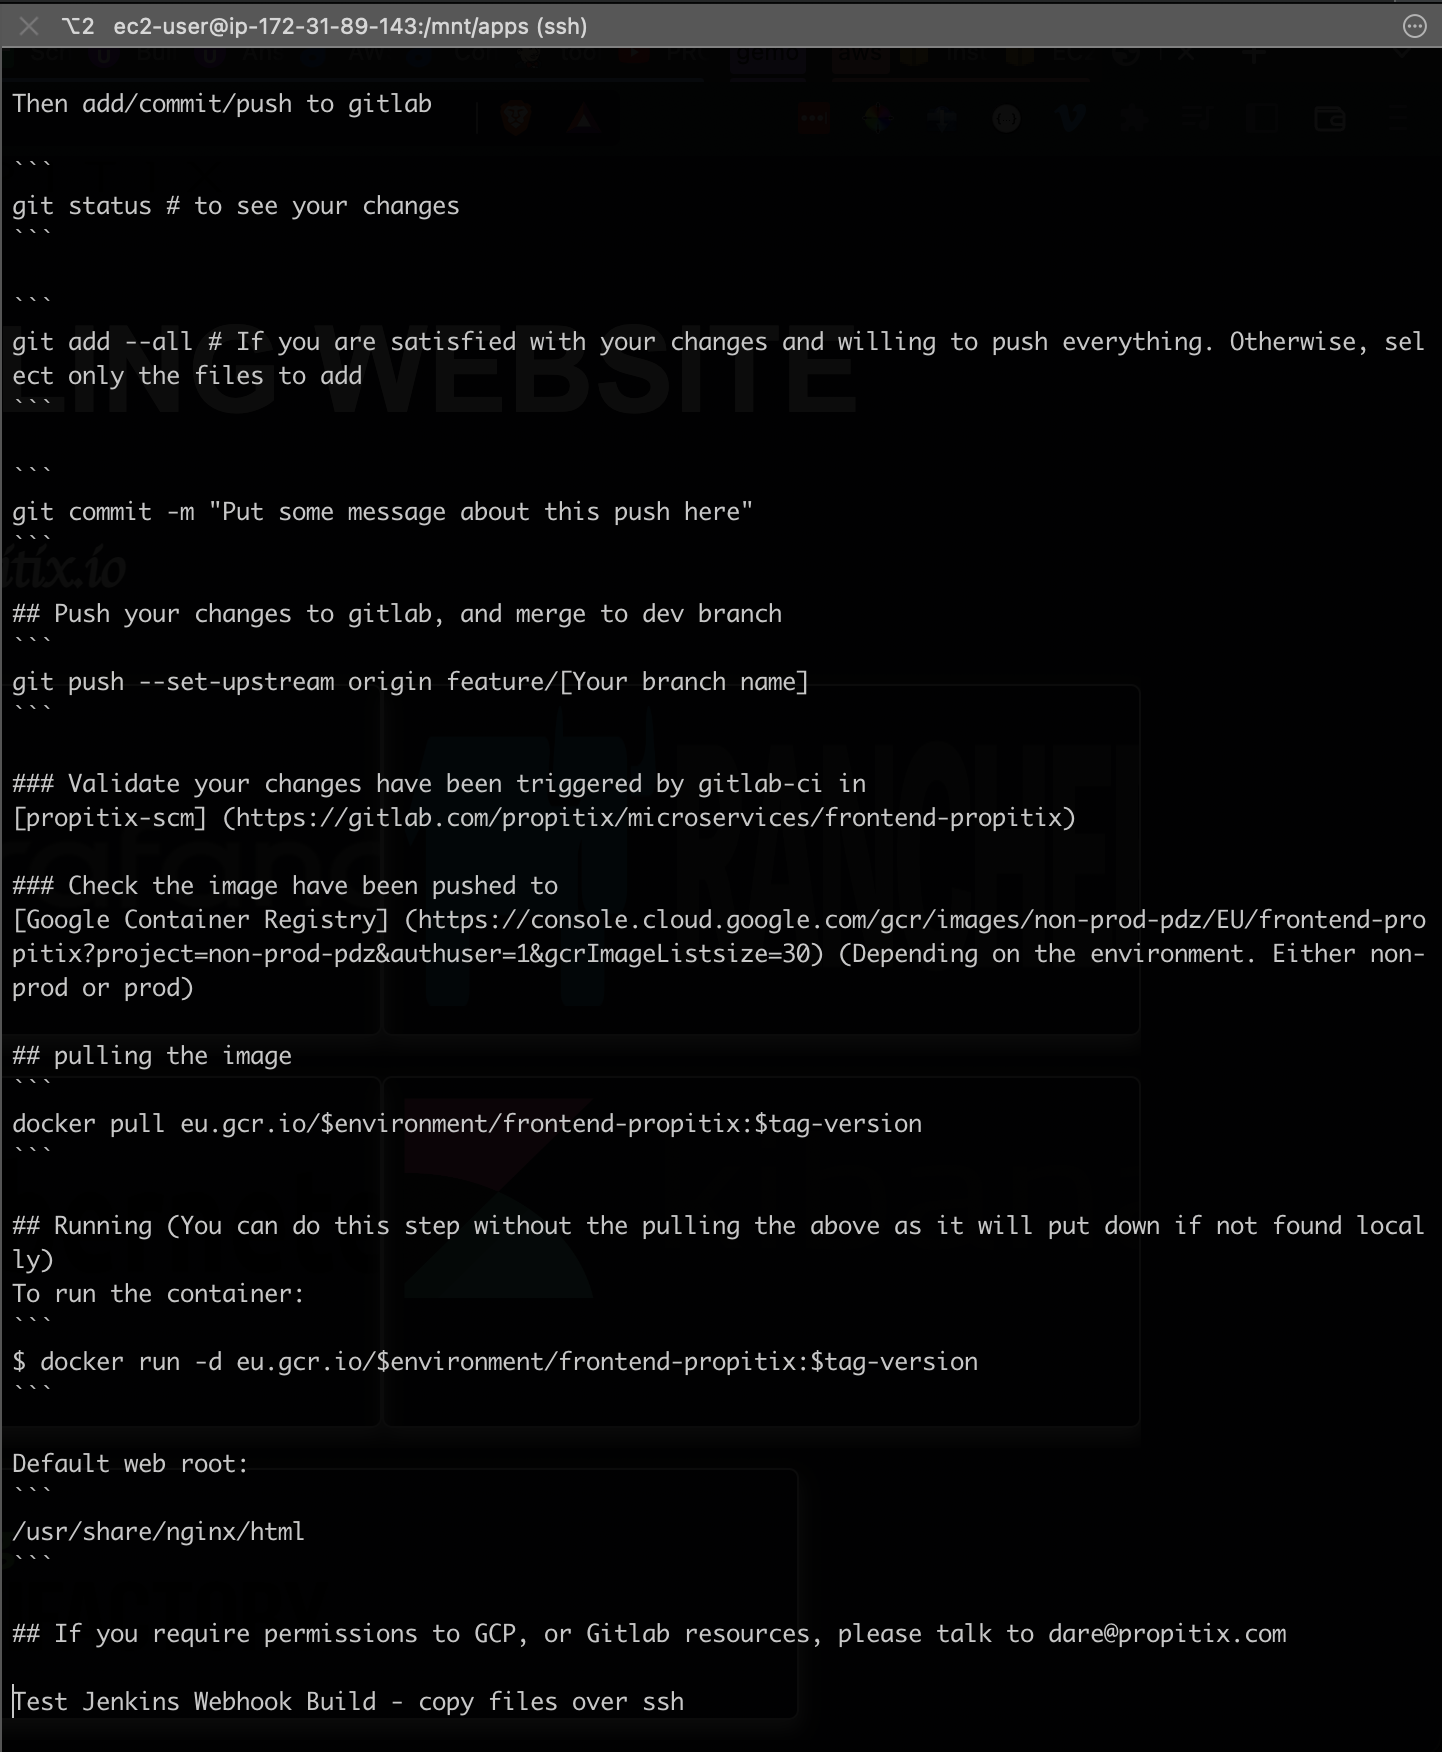 ⌥2 ec2-user@ip-172-31-89-143:/mnt/apps (ssh)
Then add/commit/push to gitlab
```
git status # to see your changes
```
```
git add --all # If you are satisfied with your changes and willing to push everything. Otherwise, sel
ect only the files to add
```
LING WEBSITE
```
git commit -m "Put some message about this push here"
```
itix.io
## Push your changes to gitlab, and merge to dev branch
```
git push --set-upstream origin feature/[Your branch name]
```
### Validate your changes have been triggered by gitlab-ci in
[propitix-scm] (https://gitlab.com/propitix/microservices/frontend-propitix)
### Check the image have been pushed to
[Google Container Registry] (https://console.cloud.google.com/gcr/images/non-prod-pdz/EU/frontend-pro
pitix?project=non-prod-pdz&authuser=1&gcrImageListsize=30) (Depending on the environment. Either non-
prod or prod)
## pulling the image
```
docker pull eu.gcr.io/$environment/frontend-propitix:$tag-version
```
## Running (You can do this step without the pulling the above as it will put down if not found local
ly)
To run the container:
```
$ docker run -d eu.gcr.io/$environment/frontend-propitix:$tag-version
```
Default web root:
```
/usr/share/nginx/html
```
## If you require permissions to GCP, or Gitlab resources, please talk to dare@propitix.com
Test Jenkins Webhook Build - copy files over ssh